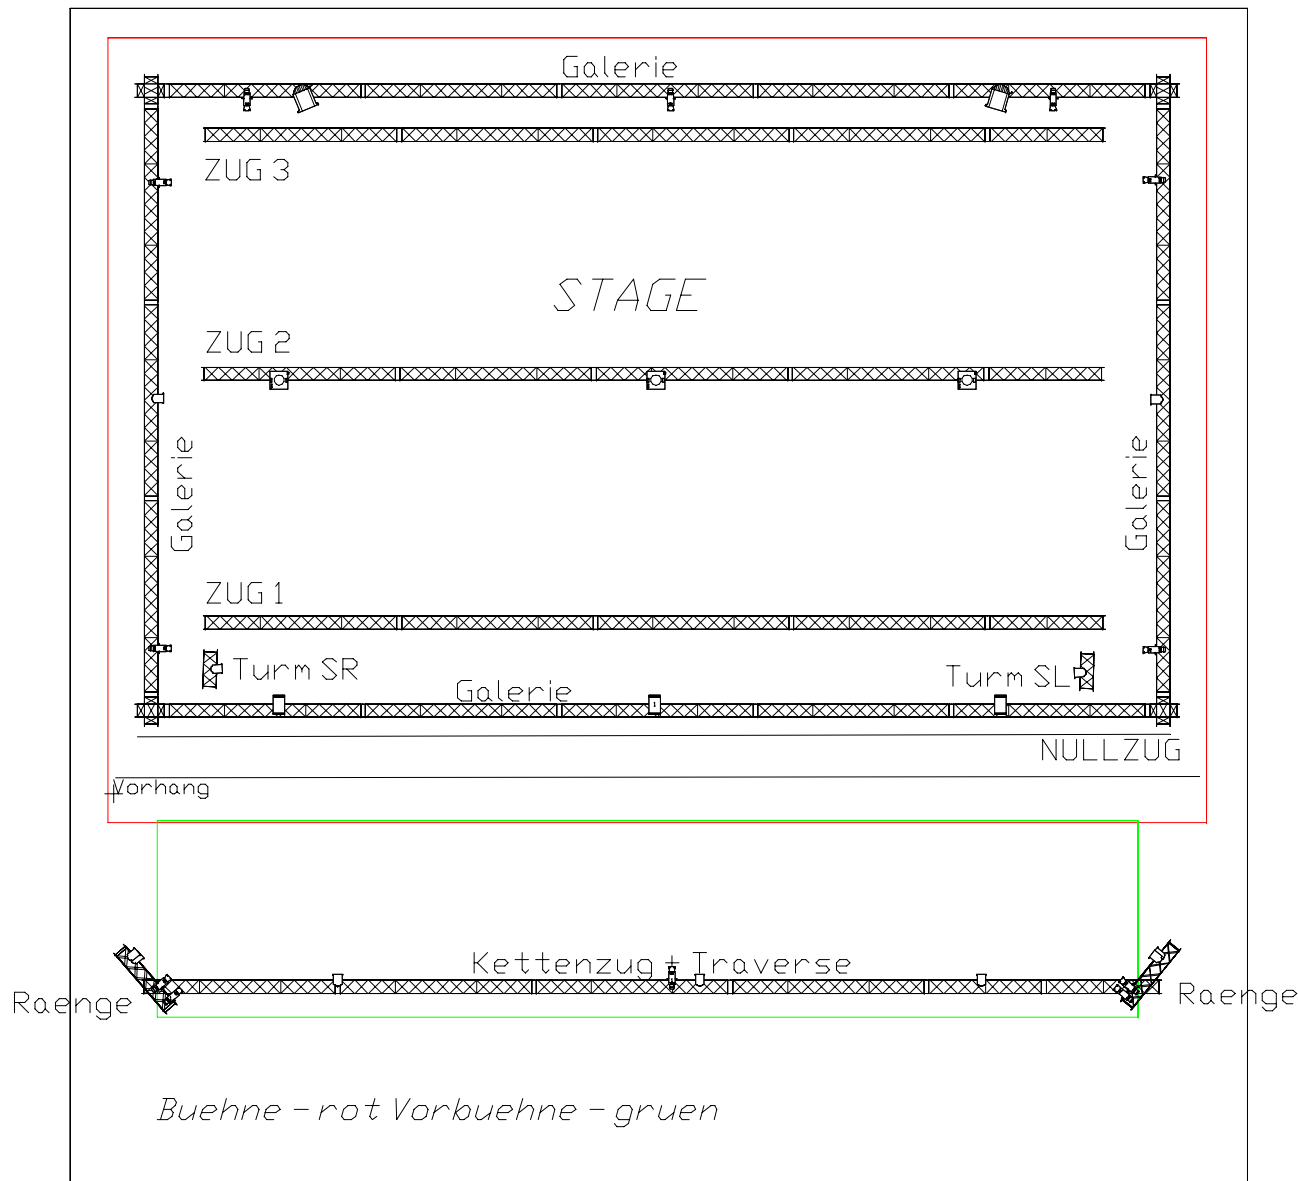 Galerie
ZUG 3
STAGE
ZUG 2
Galerie
Galerie
ZUG 1
Turm SR
Turm SL
Galerie
1
NULLZUG
Vorhang
Kettenzug + Traverse
Raenge
Raenge
Buehne - rot Vorbuehne - gruen